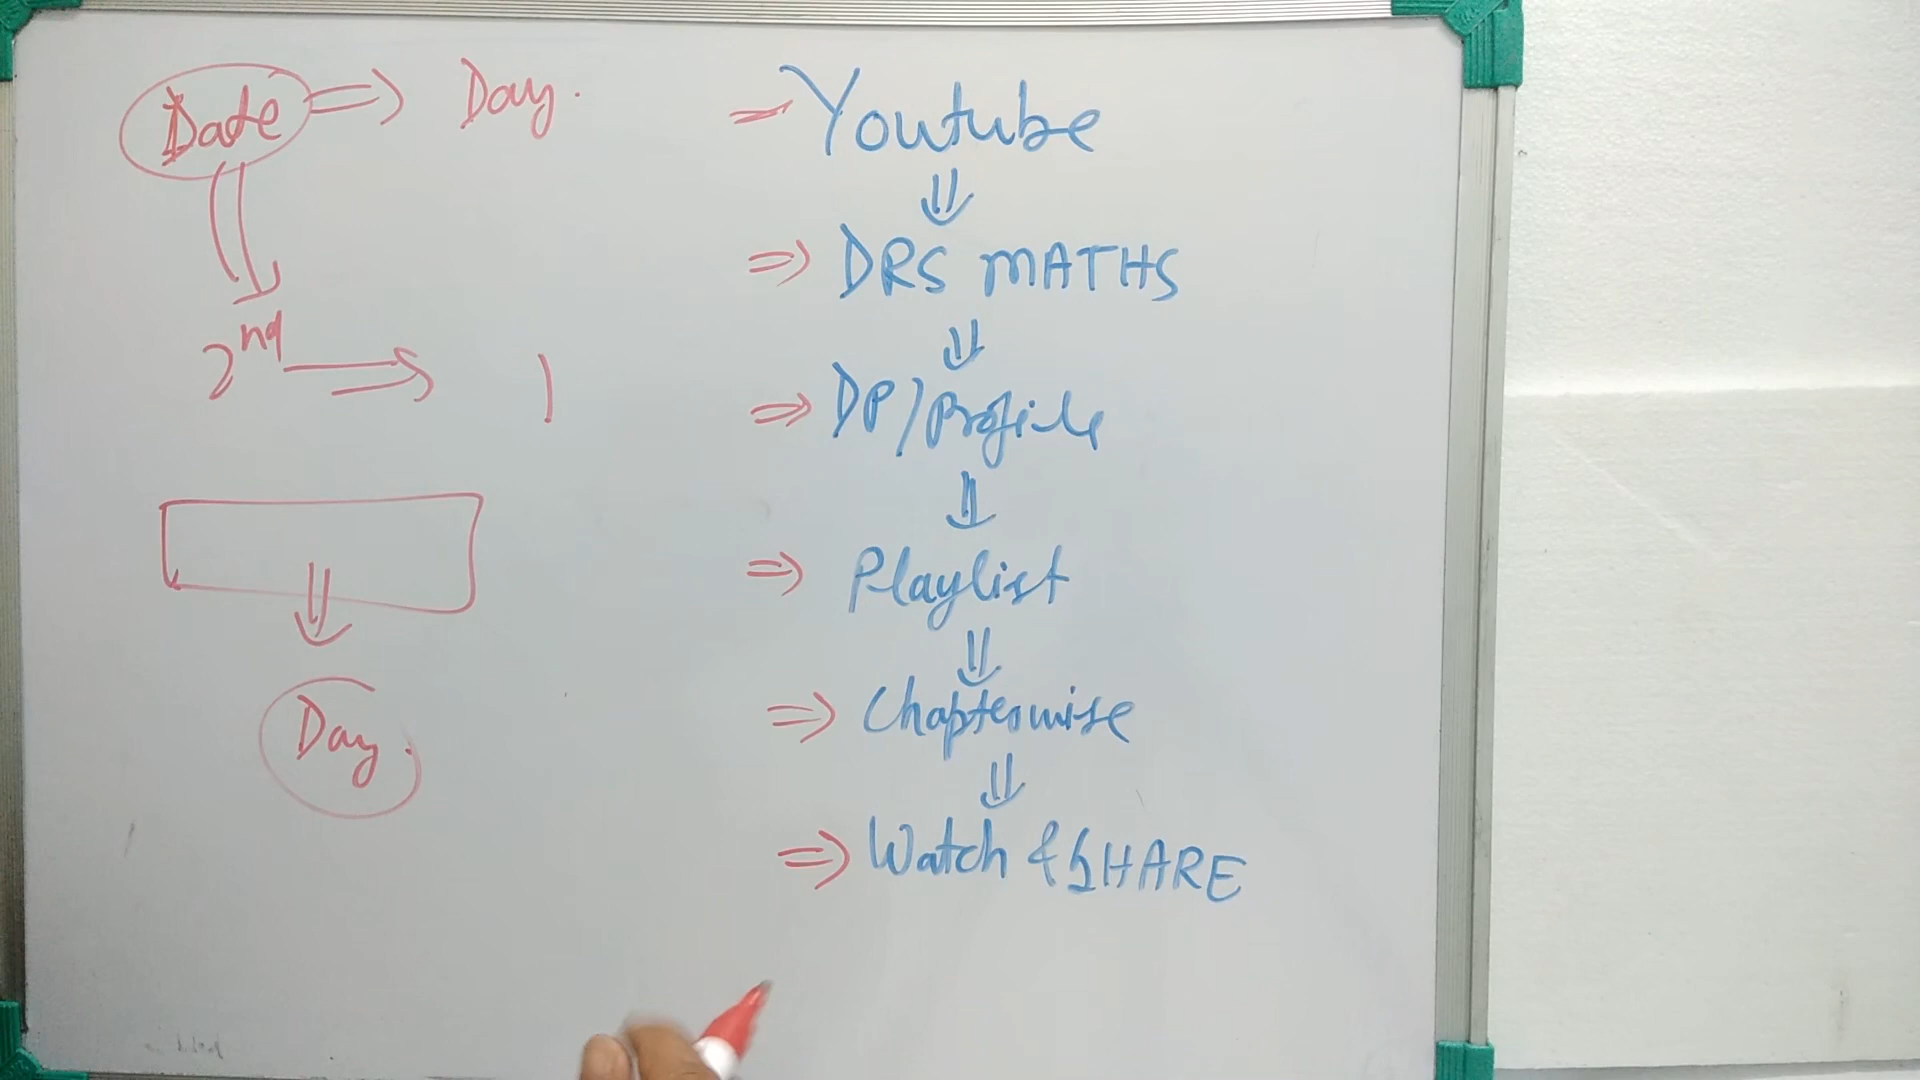 Date ⇒ Day.
2nd ⇒ 1
Day.
Youtube
⇓
⇒ DRS MATHS
⇓
⇒ DP/Profile
⇓
⇒ Playlist
⇓
⇒ Chapterwise
⇓
⇒ Watch & SHARE